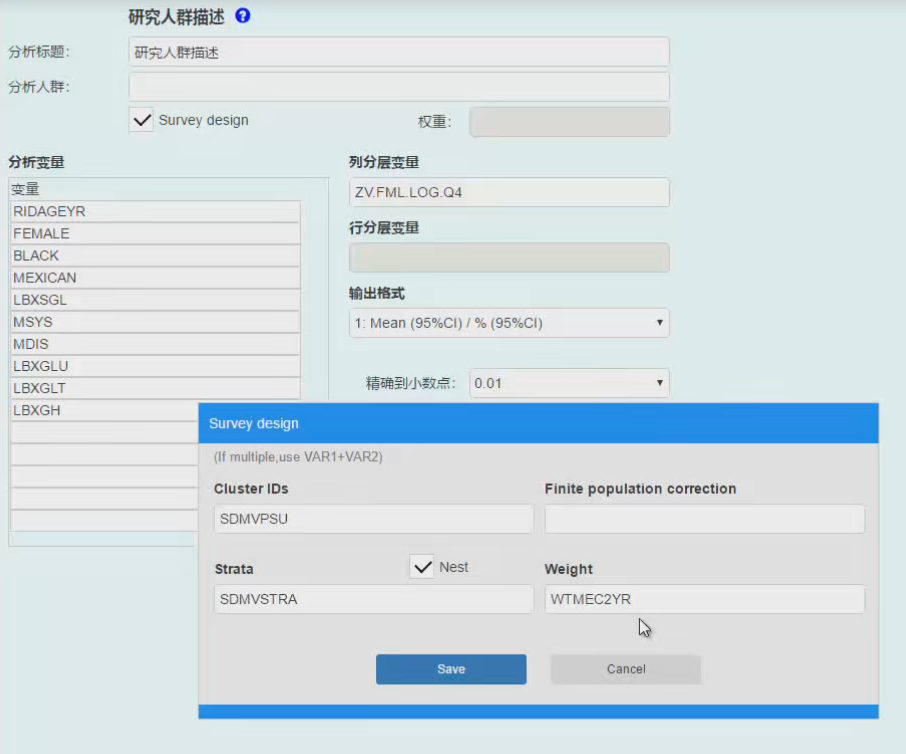 研究人群描述 ?
分析标题: 研究人群描述
分析人群:
Survey design 权重:
分析变量
变量
RIDAGEYR
FEMALE
BLACK
MEXICAN
LBXSGL
MSYS
MDIS
LBXGLU
LBXGLT
LBXGH
列分层变量
ZV.FML.LOG.Q4
行分层变量
输出格式
1: Mean (95%CI) / % (95%CI)
精确到小数点: 0.01
Survey design
(If multiple,use VAR1+VAR2)
Cluster IDs
SDMVPSU
Finite population correction
Strata
Nest
SDMVSTRA
Weight
WTMEC2YR
Save
Cancel